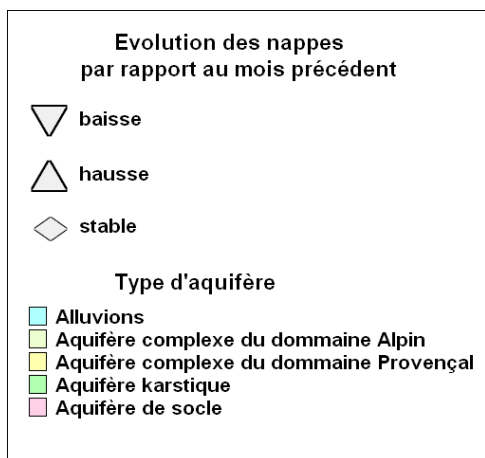 Evolution des nappes
par rapport au mois précédent
baisse
hausse
stable
Type d'aquifère
Alluvions
Aquifère complexe du dommaine Alpin
Aquifère complexe du dommaine Provençal
Aquifère karstique
Aquifère de socle